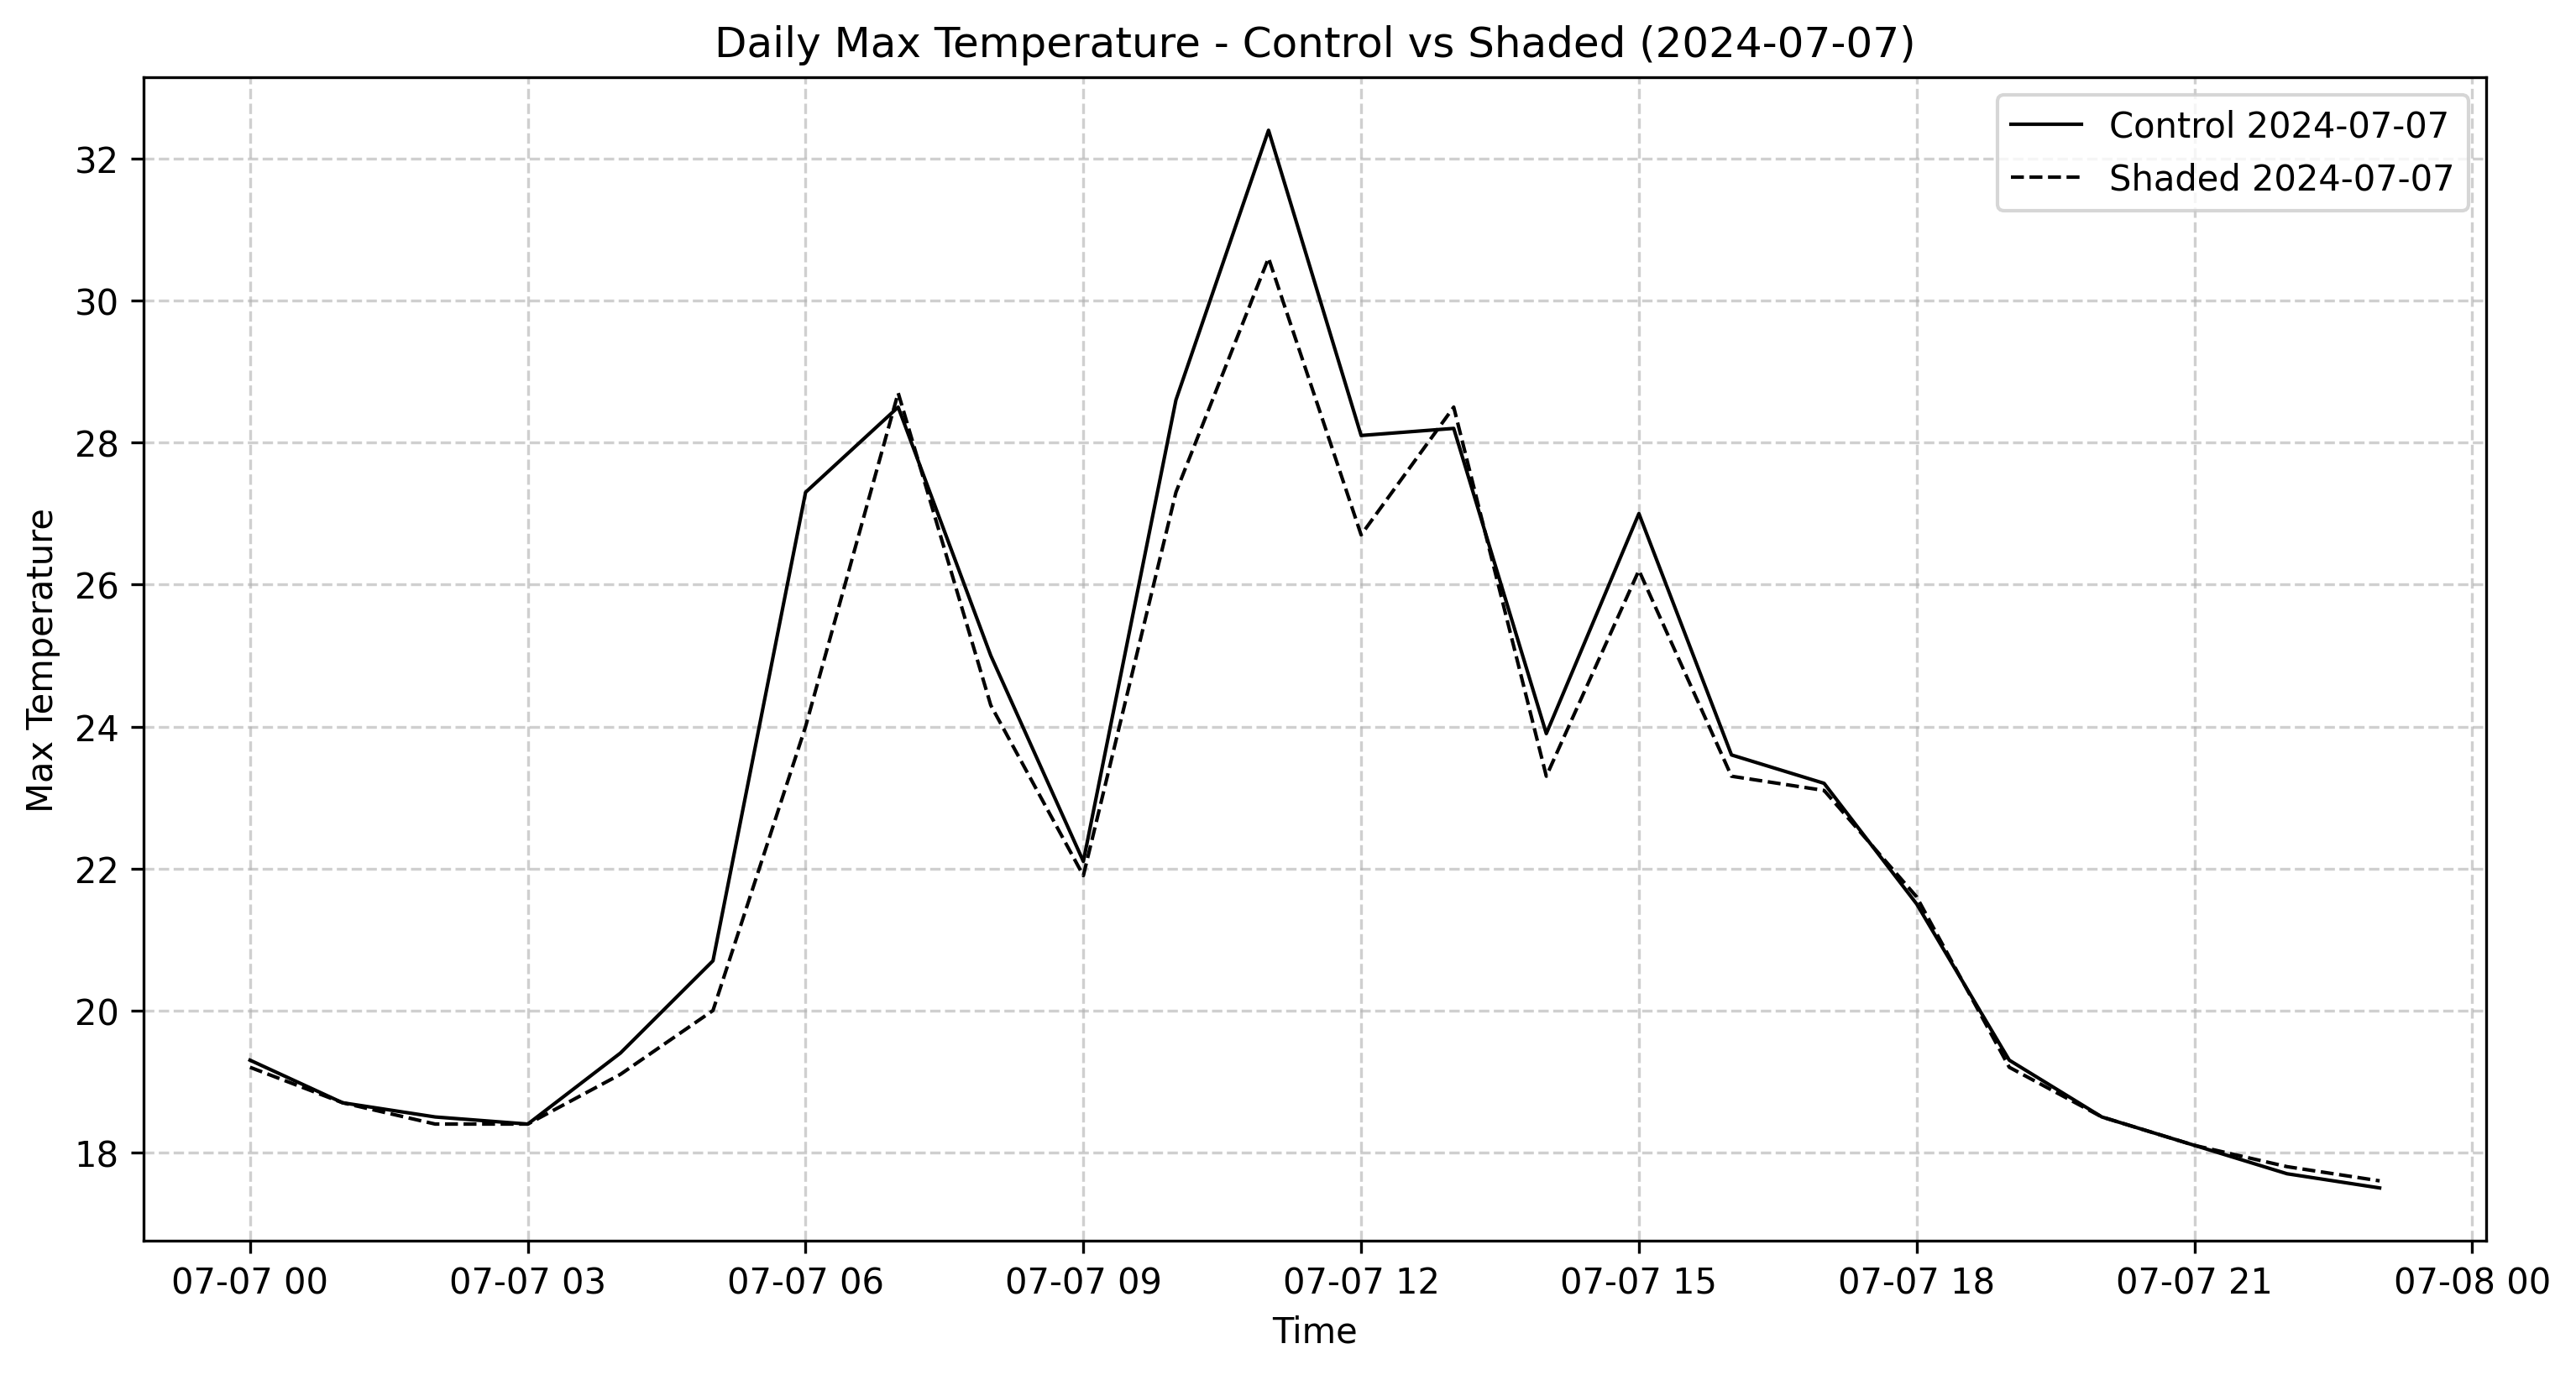 Daily Max Temperature - Control vs Shaded (2024-07-07)
Control 2024-07-07
Shaded 2024-07-07
Max Temperature
32
30
28
26
24
22
20
18
07-07 00 07-07 03 07-07 06 07-07 09 07-07 12 07-07 15 07-07 18 07-07 21 07-08 00
Time